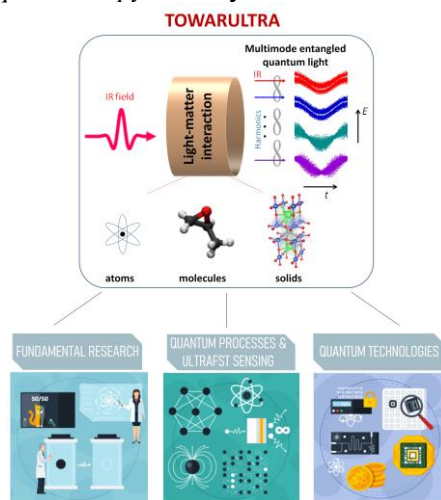 TOWARULTRA
Multimode entangled
quantum light
IR field
Light-matter
interaction
IR
Harmonics
E
t
atoms
molecules
solids
FUNDAMENTAL RESEARCH
QUANTUM PROCESSES &
ULTRAFST SENSING
QUANTUM TECHNOLOGIES
50/50